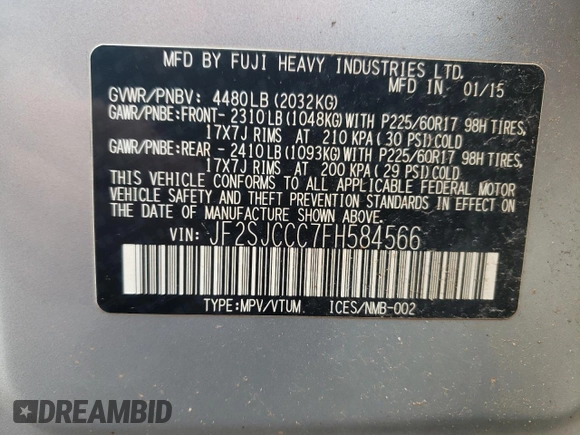 MFD BY FUJI HEAVY INDUSTRIES LTD.
MFD IN 01/15
GVWR/PNBV: 4480LB (2032KG)
GAWR/PNBE:FRONT- 2310LB (1048KG) WITH P225/60R17 98H TIRES,
17X7J RIMS AT 210 KPA ( 30 PSI) COLD
GAWR/PNBE:REAR - 2410LB (1093KG) WITH P225/60R17 98H TIRES,
17X7J RIMS AT 200 KPA ( 29 PSI) COLD
THIS VEHICLE CONFORMS TO ALL APPLICABLE FEDERAL MOTOR
VEHICLE SAFETY AND THEFT PREVENTION STANDARDS IN EFFECT ON
THE DATE OF MANUFACTURE SHOWN ABOVE.
VIN: JF2SJCCC7FH584566
TYPE:MPV/VTUM ICES/NMB-002
DREAMBID